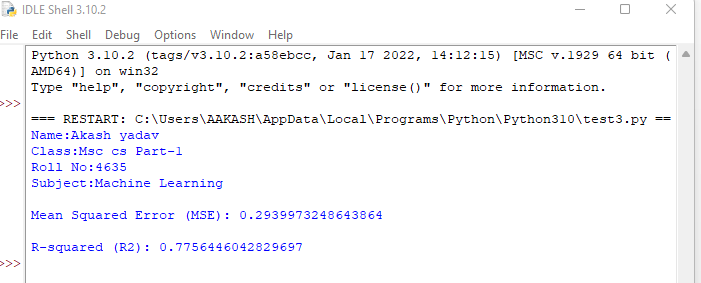 IDLE Shell 3.10.2
File Edit Shell Debug Options Window Help
Python 3.10.2 (tags/v3.10.2:a58ebcc, Jan 17 2022, 14:12:15) [MSC v.1929 64 bit (
AMD64)] on win32
Type "help", "copyright", "credits" or "license()" for more information.
>>>
=== RESTART: C:\Users\AAKASH\AppData\Local\Programs\Python\Python310\test3.py ==
Name:Akash yadav
Class:Msc cs Part-1
Roll No:4635
Subject:Machine Learning
Mean Squared Error (MSE): 0.2939973248643864
R-squared (R2): 0.7756446042829697
>>>